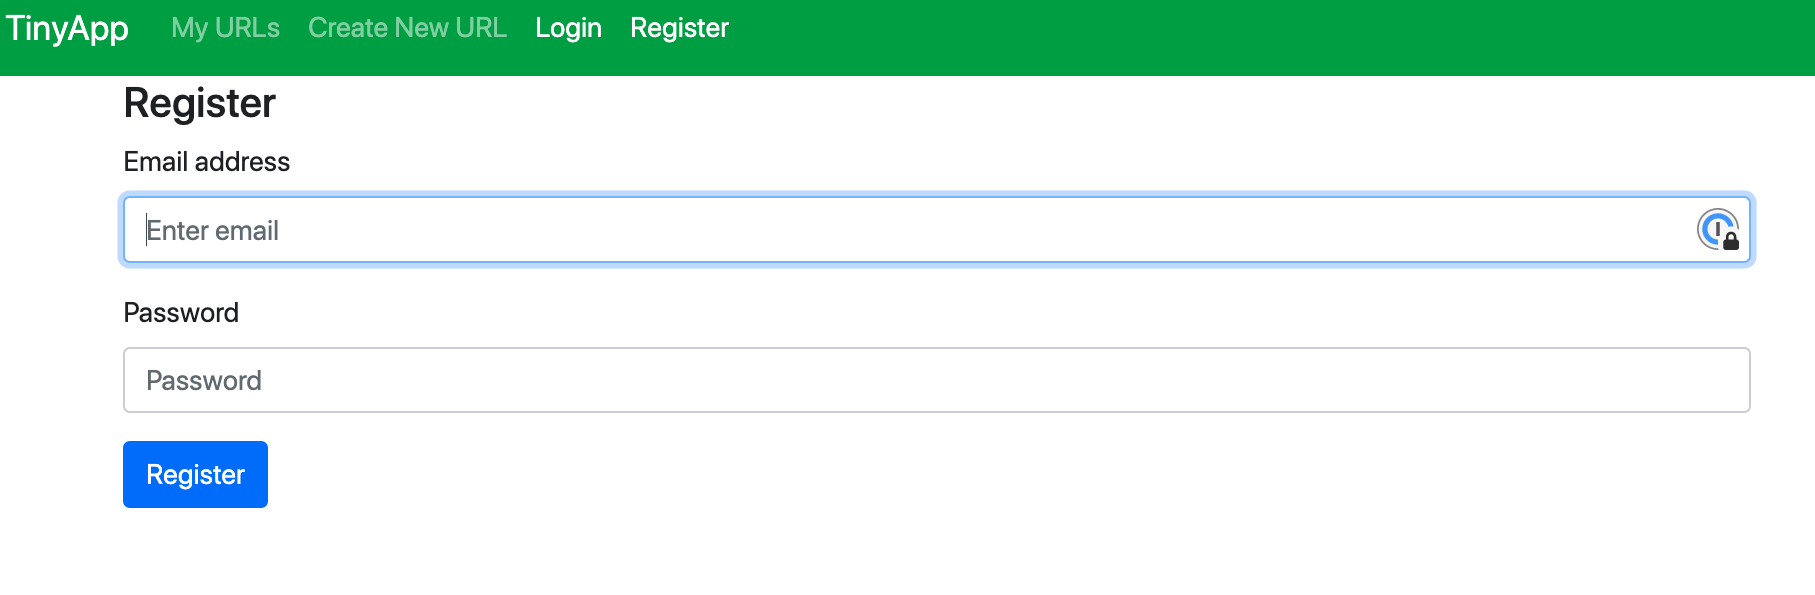 TinyApp My URLs Create New URL Login Register
Register
Email address
Enter email
Password
Password
Register